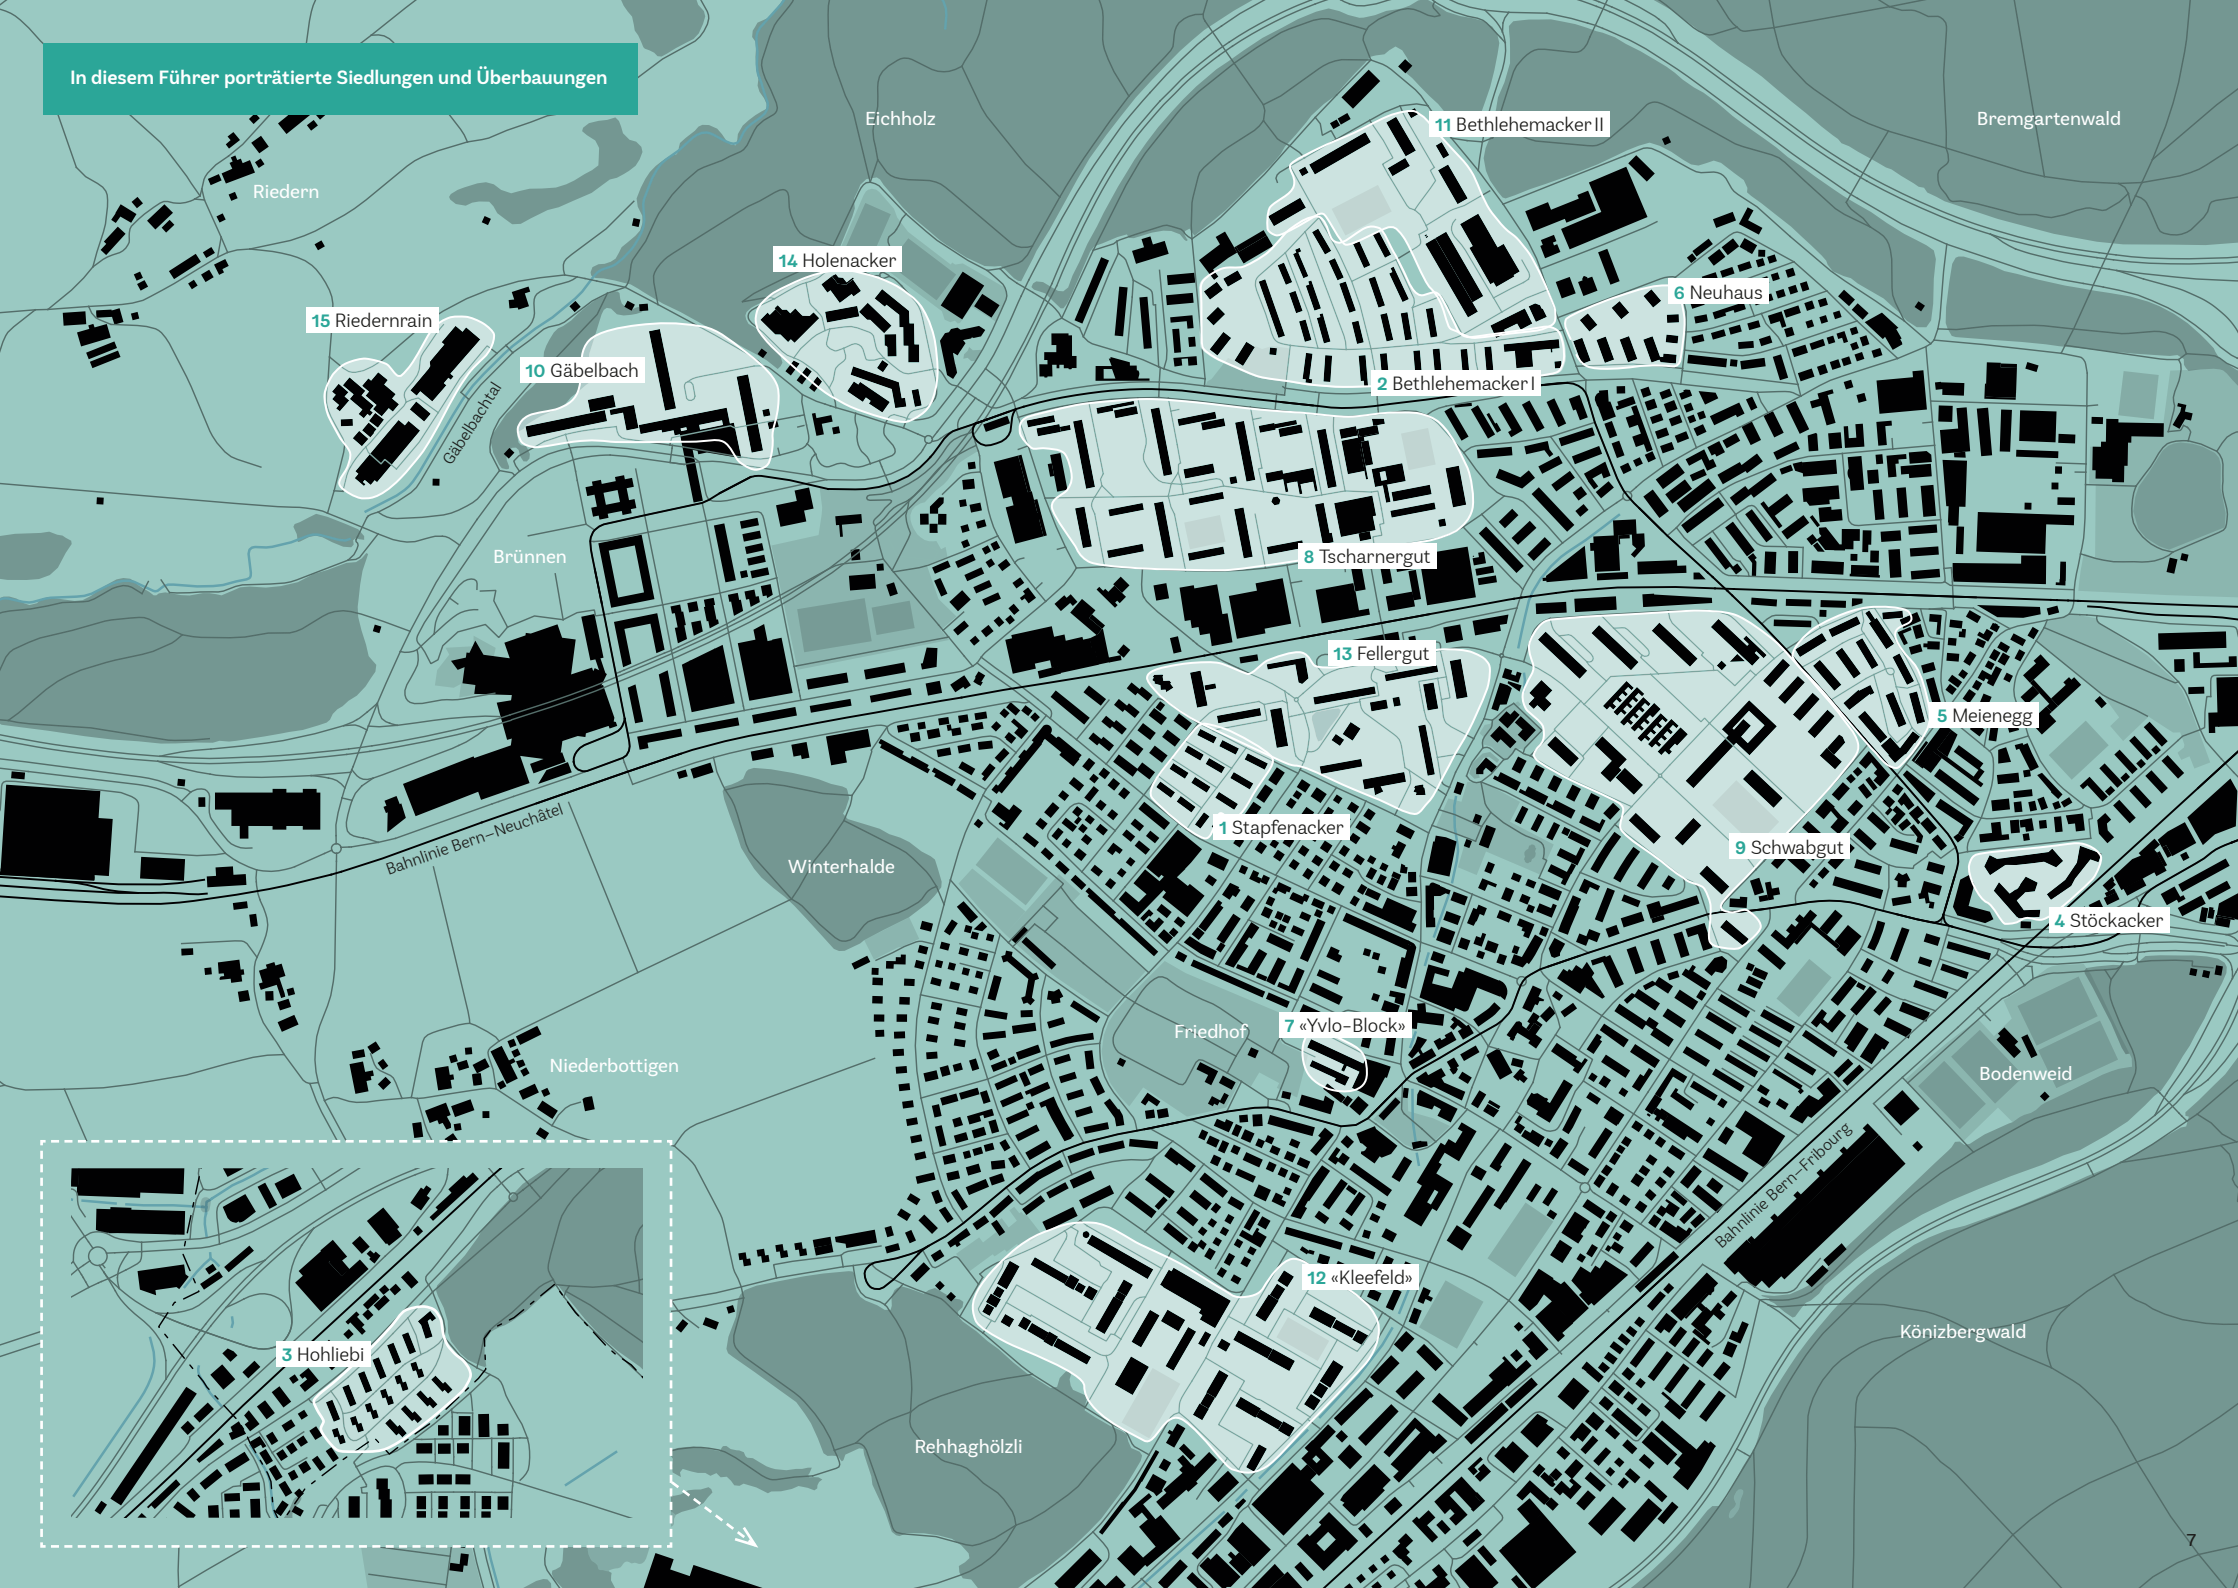 In diesem Führer porträtierte Siedlungen und Überbauungen
Eichholz
11 Bethlehemacker II
Bremgartenwald
Riedern
14 Holenacker
6 Neuhaus
15 Riedernrain
10 Gäbelbach
2 Bethlehemacker I
Gäbelbachtal
Brünnen
8 Tscharnergut
13 Fellergut
5 Meienegg
Bahnlinie Bern–Neuchâtel
1 Stapfenacker
9 Schwabgut
Winterhalde
4 Stöckacker
Friedhof
7 «Yvlo-Block»
Niederbottigen
Bodenweid
Bahnlinie Bern–Fribourg
12 «Kleefeld»
Könizbergwald
3 Hohliebi
Rehhaghölzli
7